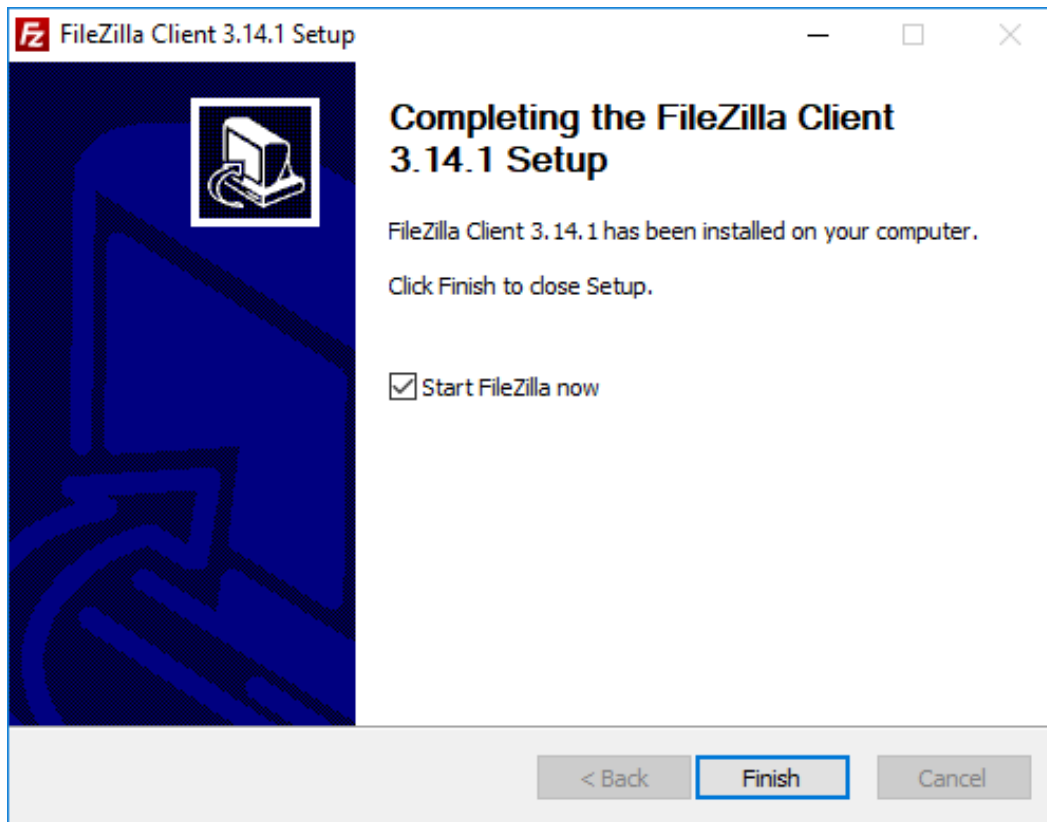 FileZilla Client 3.14.1 Setup
Completing the FileZilla Client
3.14.1 Setup
FileZilla Client 3.14.1 has been installed on your computer.
Click Finish to close Setup.
Start FileZilla now
< Back Finish Cancel